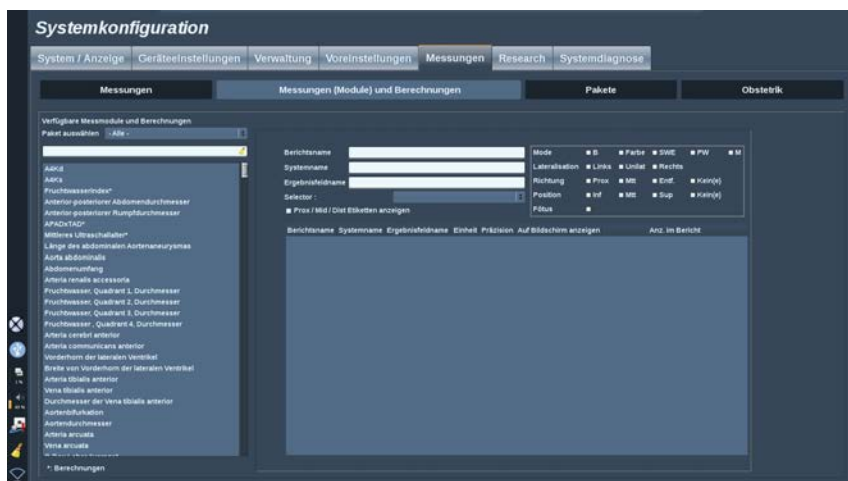 Systemkonfiguration
System / Anzeige Geräteeinstellungen Verwaltung Voreinstellungen Messungen Research Systemdiagnose
Messungen Messungen (Module) und Berechnungen Pakete Obstetrik
Verfügbare Messmodule und Berechnungen
Paket auswählen - Alle -
A4Kd
A4Ks
Fruchtwasserindex*
Anterior-posteriorer Abdomendurchmesser
Anterior-posteriorer Rumpfdurchmesser
APADxTAD*
Mittleres Ultraschallalter*
Länge des abdominalen Aortenaneurysmas
Aorta abdominalis
Abdomenumfang
Arteria renalis accessoria
Fruchtwasser, Quadrant 1, Durchmesser
Fruchtwasser, Quadrant 2, Durchmesser
Fruchtwasser, Quadrant 3, Durchmesser
Fruchtwasser , Quadrant 4, Durchmesser
Arteria cerebri anterior
Arteria communicans anterior
Vorderhorn der lateralen Ventrikel
Breite von Vorderhorn der lateralen Ventrikel
Arteria tibialis anterior
Vena tibialis anterior
Durchmesser der Vena tibialis anterior
Aortenbifurkation
Aortendurchmesser
Arteria arcuata
Vena arcuata
*: Berechnungen
Berichtsname
Systemname
Ergebnisfeldname
Selector :
Prox / Mid / Dist Etiketten anzeigen
Mode B Farbe SWE PW M
Lateralisation Links Unilat Rechts
Richtung Prox Mtt Entf. Kein(e)
Position Inf Mtt Sup Kein(e)
Fötus
Berichtsname Systemname Ergebnisfeldname Einheit Präzision Auf Bildschirm anzeigen Anz. im Bericht